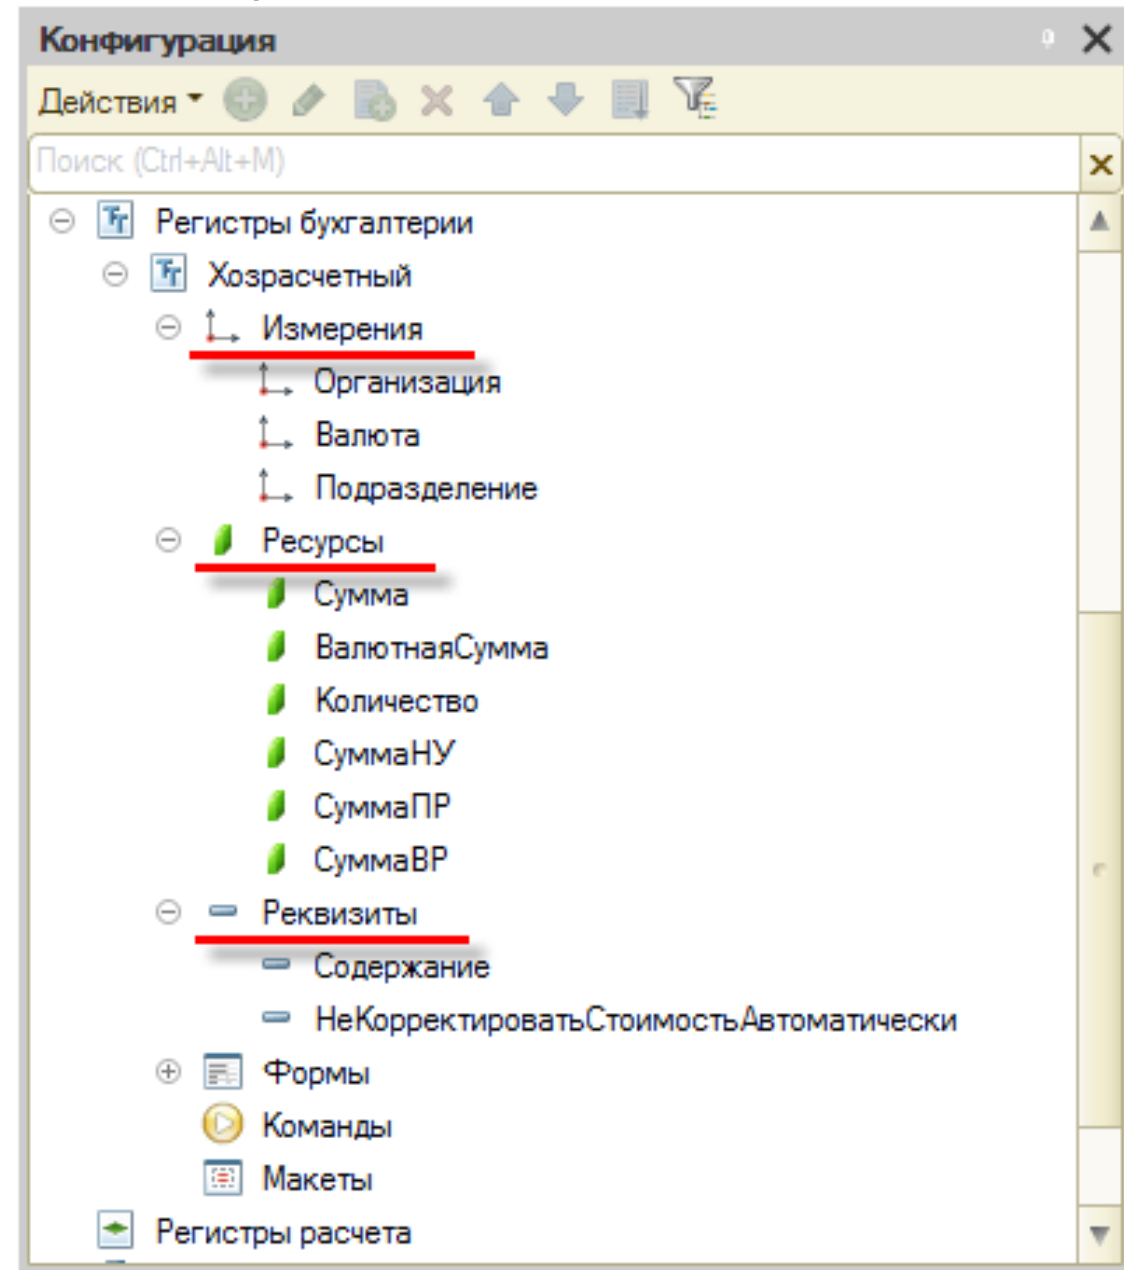 Конфигурация
Действия
Поиск (Ctrl+Alt+M)
Регистры бухгалтерии
Хозрасчетный
Измерения
Организация
Валюта
Подразделение
Ресурсы
Сумма
ВалютнаяСумма
Количество
СуммаНУ
СуммаПР
СуммаВР
Реквизиты
Содержание
НеКорректироватьСтоимостьАвтоматически
Формы
Команды
Макеты
Регистры расчета